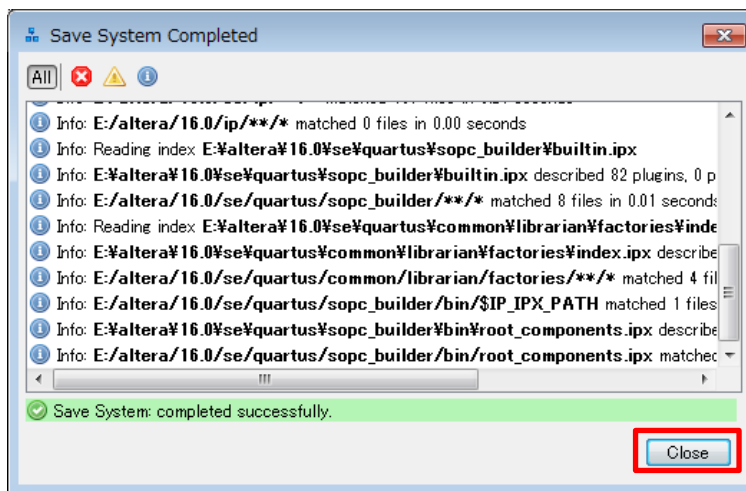 Save System Completed
All
Info: E:/altera/16.0/ip/**/* matched 0 files in 0.00 seconds
Info: Reading index E:¥altera¥16.0¥se¥quartus¥sopc_builder¥builtin.ipx
Info: E:¥altera¥16.0¥se¥quartus¥sopc_builder¥builtin.ipx described 82 plugins, 0 p
Info: E:/altera/16.0/se/quartus/sopc_builder/**/* matched 8 files in 0.01 seconds
Info: Reading index E:¥altera¥16.0¥se¥quartus¥common¥librarian¥factories¥inde
Info: E:¥altera¥16.0¥se¥quartus¥common¥librarian¥factories¥index.ipx describe
Info: E:/altera/16.0/se/quartus/common/librarian/factories/**/* matched 4 fil
Info: E:/altera/16.0/se/quartus/sopc_builder/bin/$IP_IPX_PATH matched 1 files
Info: E:¥altera¥16.0¥se¥quartus¥sopc_builder¥bin¥root_components.ipx describe
Info: E:/altera/16.0/se/quartus/sopc_builder/bin/root_components.ipx matched
Save System: completed successfully.
Close